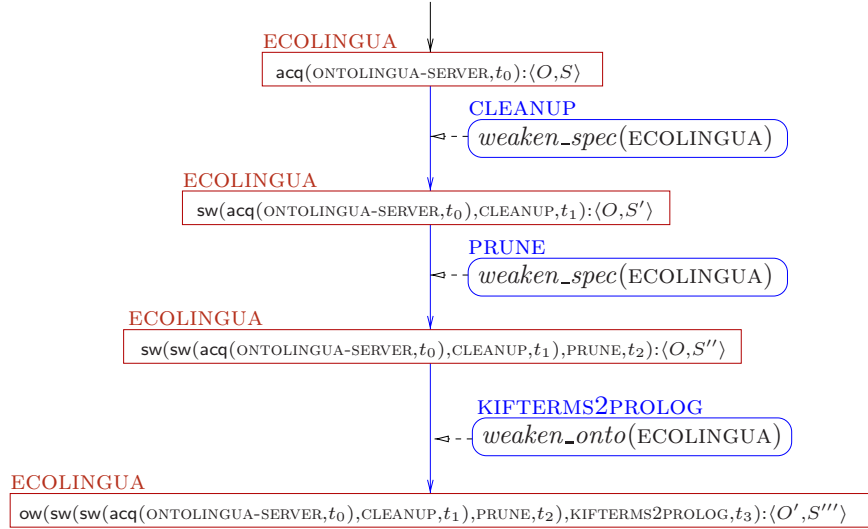 ECOLINGUA
acq(ONTOLINGUA-SERVER,t₀):⟨O,S⟩
CLEANUP
weaken_spec(ECOLINGUA)
ECOLINGUA
sw(acq(ONTOLINGUA-SERVER,t₀),CLEANUP,t₁):⟨O,S′⟩
PRUNE
weaken_spec(ECOLINGUA)
ECOLINGUA
sw(sw(acq(ONTOLINGUA-SERVER,t₀),CLEANUP,t₁),PRUNE,t₂):⟨O,S′′⟩
KIFTERMS2PROLOG
weaken_onto(ECOLINGUA)
ECOLINGUA
ow(sw(sw(acq(ONTOLINGUA-SERVER,t₀),CLEANUP,t₁),PRUNE,t₂),KIFTERMS2PROLOG,t₃):⟨O′,S′′′⟩